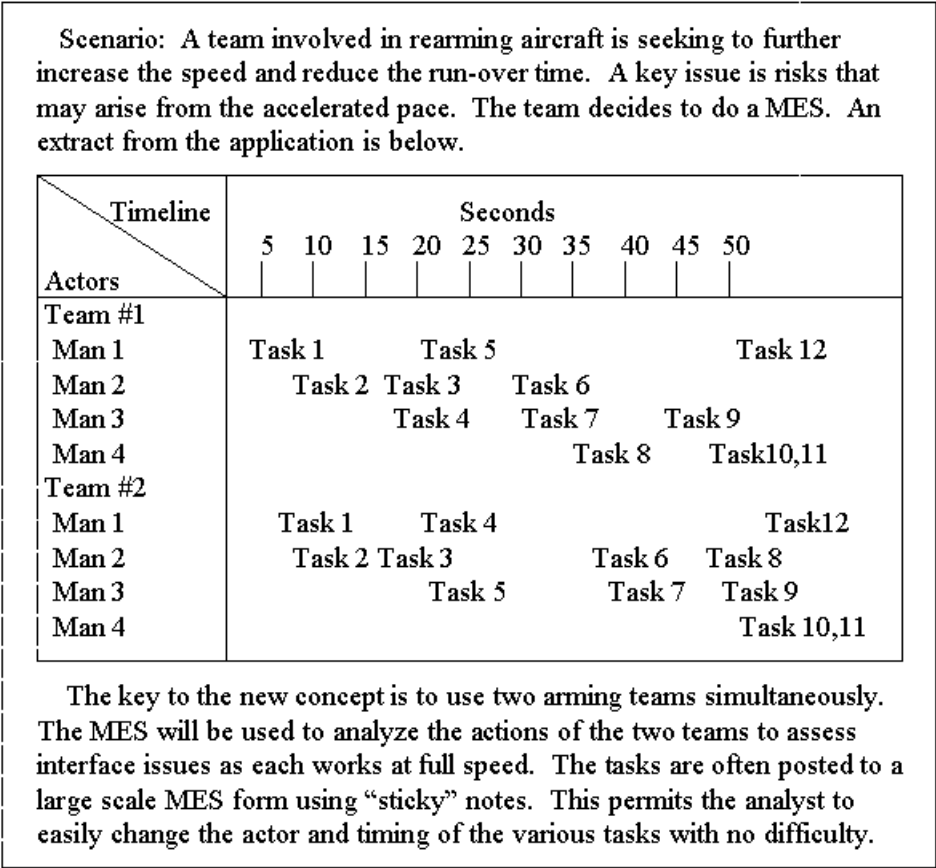 Scenario: A team involved in rearming aircraft is seeking to further
increase the speed and reduce the run-over time. A key issue is risks that
may arise from the accelerated pace. The team decides to do a MES. An
extract from the application is below.
Timeline Seconds
5 10 15 20 25 30 35 40 45 50
Actors
Team #1
Man 1 Task 1 Task 5 Task 12
Man 2 Task 2 Task 3 Task 6
Man 3 Task 4 Task 7 Task 9
Man 4 Task 8 Task10,11
Team #2
Man 1 Task 1 Task 4 Task12
Man 2 Task 2 Task 3 Task 6 Task 8
Man 3 Task 5 Task 7 Task 9
Man 4 Task 10,11
The key to the new concept is to use two arming teams simultaneously.
The MES will be used to analyze the actions of the two teams to assess
interface issues as each works at full speed. The tasks are often posted to a
large scale MES form using “sticky” notes. This permits the analyst to
easily change the actor and timing of the various tasks with no difficulty.